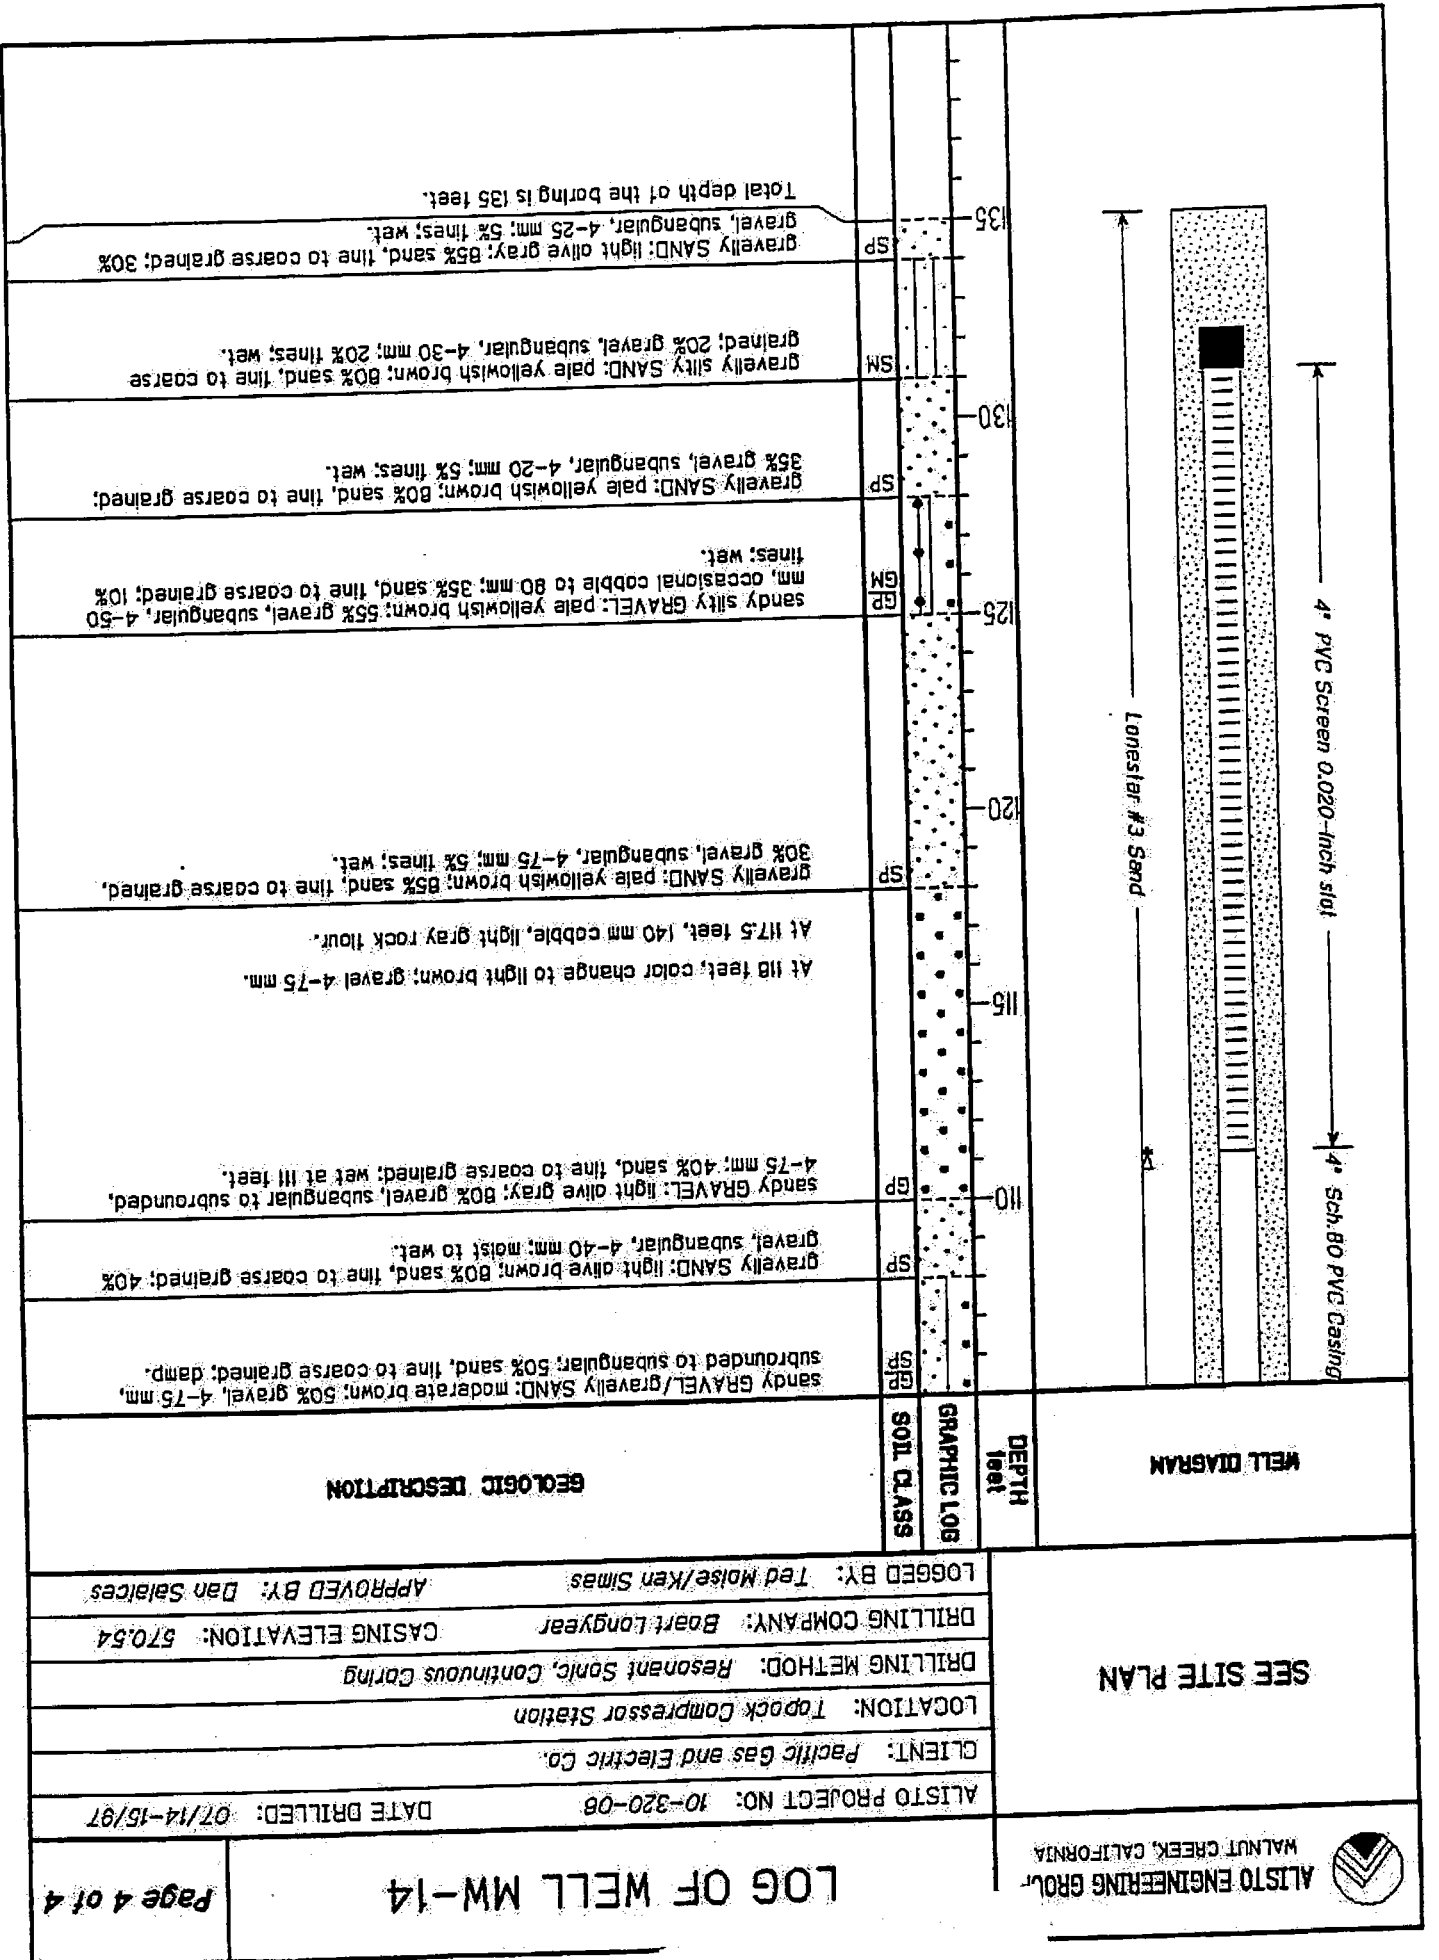 ALISTO ENGINEERING GROUP
WALNUT CREEK, CALIFORNIA
LOG OF WELL MW-14
Page 4 of 4
SEE SITE PLAN
ALISTO PROJECT NO: 10-320-06 DATE DRILLED: 07/14-15/97
CLIENT: Pacific Gas and Electric Co.
LOCATION: Topock Compressor Station
DRILLING METHOD: Resonant Sonic, Continuous Coring
DRILLING COMPANY: Boart Longyear CASING ELEVATION: 570.54
LOGGED BY: Ted Moise/Ken Simas APPROVED BY: Dan Salaices
WELL DIAGRAM
DEPTH
feet
GRAPHIC LOG
SOIL CLASS
GEOLOGIC DESCRIPTION
4" Sch.80 PVC Casing
4" PVC Screen 0.020-inch slot
Lonestar #3 Sand
GP
SP
sandy GRAVEL/gravelly SAND: moderate brown; 50% gravel, 4-75 mm,
subrounded to subangular; 50% sand, fine to coarse grained; damp.
SP
gravelly SAND: light olive brown; 60% sand, fine to coarse grained; 40%
gravel, subangular, 4-40 mm; moist to wet.
110
GP
sandy GRAVEL: light olive gray; 60% gravel, subangular to subrounded,
4-75 mm; 40% sand, fine to coarse grained; wet at 111 feet.
115
At 116 feet, color change to light brown; gravel 4-75 mm.
At 117.5 feet, 140 mm cobble, light gray rock flour.
SP
gravelly SAND: pale yellowish brown; 65% sand, fine to coarse grained,
30% gravel, subangular, 4-75 mm; 5% fines; wet.
120
125
GP
GM
sandy silty GRAVEL: pale yellowish brown; 55% gravel, subangular, 4-50
mm, occasional cobble to 80 mm; 35% sand, fine to coarse grained; 10%
fines; wet.
SP
gravelly SAND: pale yellowish brown; 60% sand, fine to coarse grained;
35% gravel, subangular, 4-20 mm; 5% fines; wet.
130
SM
gravelly silty SAND: pale yellowish brown; 60% sand, fine to coarse
grained; 20% gravel, subangular, 4-30 mm; 20% fines; wet.
SP
gravelly SAND: light olive gray; 65% sand, fine to coarse grained; 30%
gravel, subangular, 4-25 mm; 5% fines; wet.
135
Total depth of the boring is 135 feet.